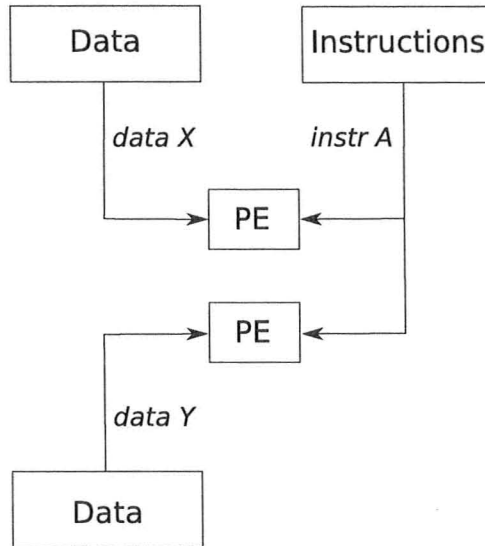 Data
Instructions
data X
instr A
PE
PE
data Y
Data